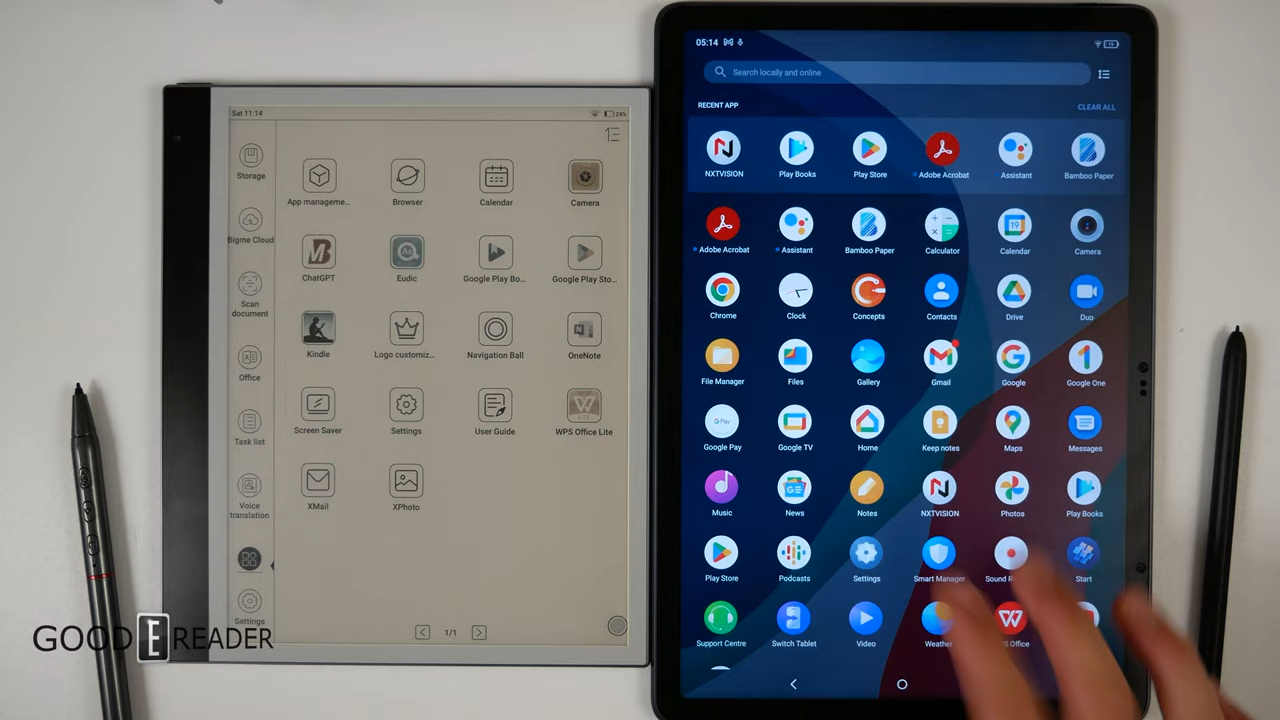 Sat 11:14
24%
Storage
Bigme Cloud
Scan
document
Office
Task list
Voice
translation
Settings
App manageme...
Browser
Calendar
Camera
ChatGPT
Eudic
Google Play Bo...
Google Play Sto...
Kindle
Logo customiz...
Navigation Ball
OneNote
Screen Saver
Settings
User Guide
WPS Office Lite
XMail
XPhoto
1/1
GOOD E READER
05:14
Search locally and online
RECENT APP
CLEAR ALL
NXTVISION
Play Books
Play Store
Adobe Acrobat
Assistant
Bamboo Paper
Adobe Acrobat
Assistant
Bamboo Paper
Calculator
Calendar
Camera
Chrome
Clock
Concepts
Contacts
Drive
Duo
File Manager
Files
Gallery
Gmail
Google
Google One
Google Pay
Google TV
Home
Keep notes
Maps
Messages
Music
News
Notes
NXTVISION
Photos
Play Books
Play Store
Podcasts
Settings
Smart Manager
Sound
Start
Support Centre
Switch Tablet
Video
Office